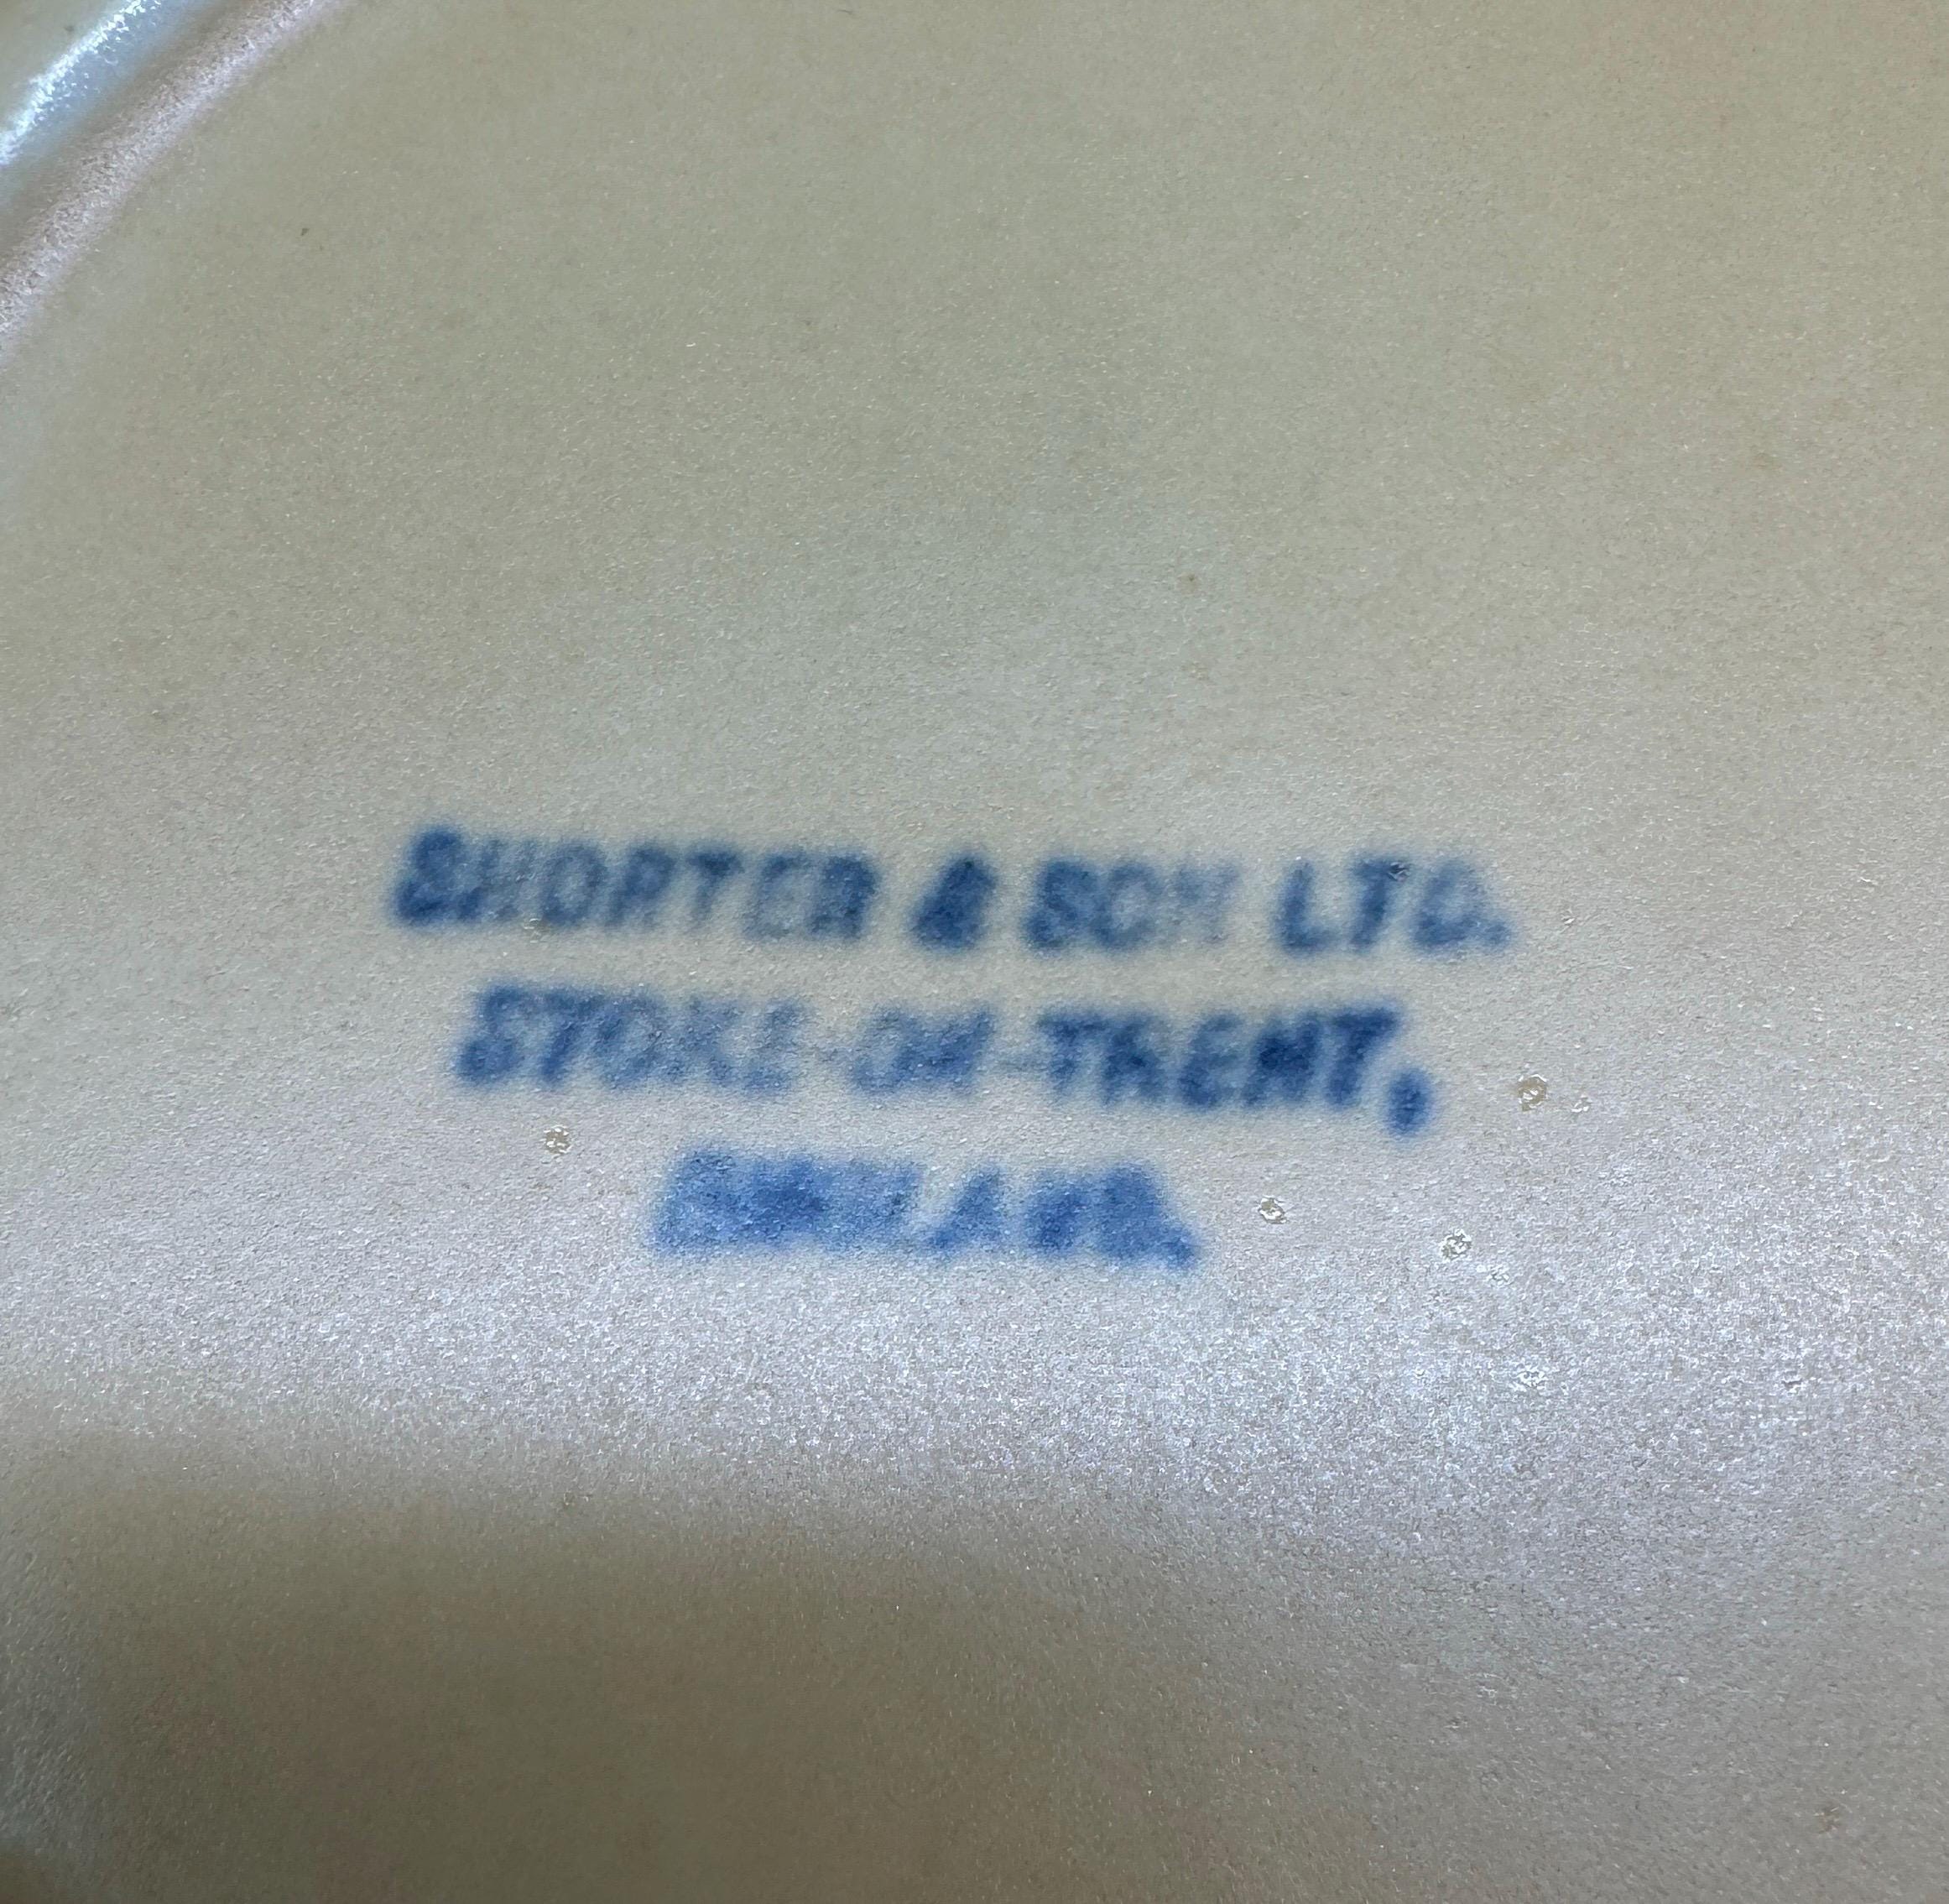 SHORTER & SON LTD.
STOKE-ON-TRENT,
ENGLAND.